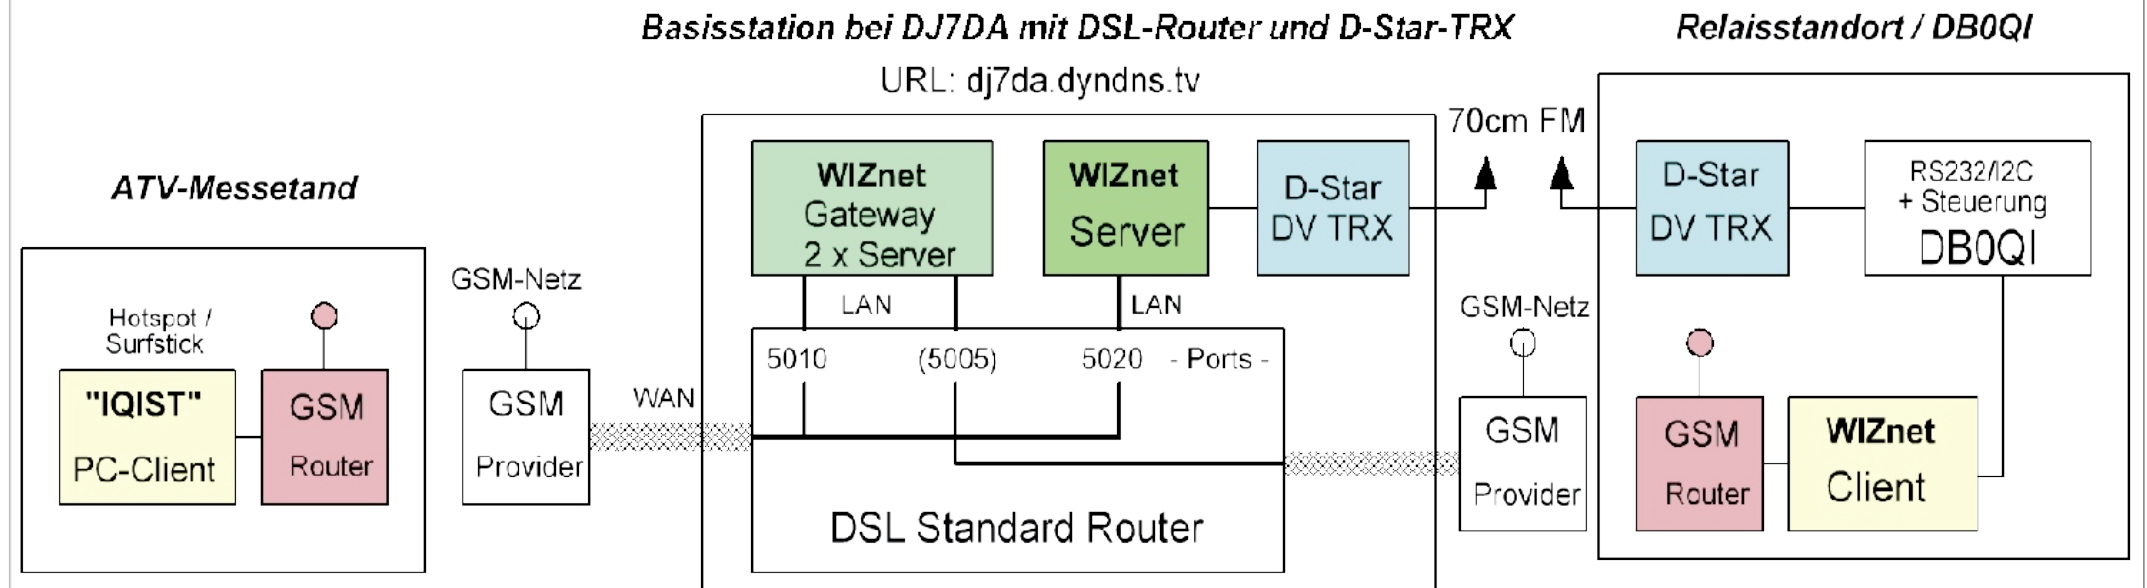 Basisstation bei DJ7DA mit DSL-Router und D-Star-TRX
Relaisstandort / DB0QI
URL: dj7da.dyndns.tv
ATV-Messetand
Hotspot /
Surfstick
"IQIST"
PC-Client
GSM
Router
GSM-Netz
GSM
Provider
WAN
WIZnet
Gateway
2 x Server
WIZnet
Server
D-Star
DV TRX
LAN
LAN
5010
(5005)
5020
- Ports -
DSL Standard Router
70cm FM
GSM-Netz
GSM
Provider
D-Star
DV TRX
RS232/I2C
+ Steuerung
DB0QI
GSM
Router
WIZnet
Client